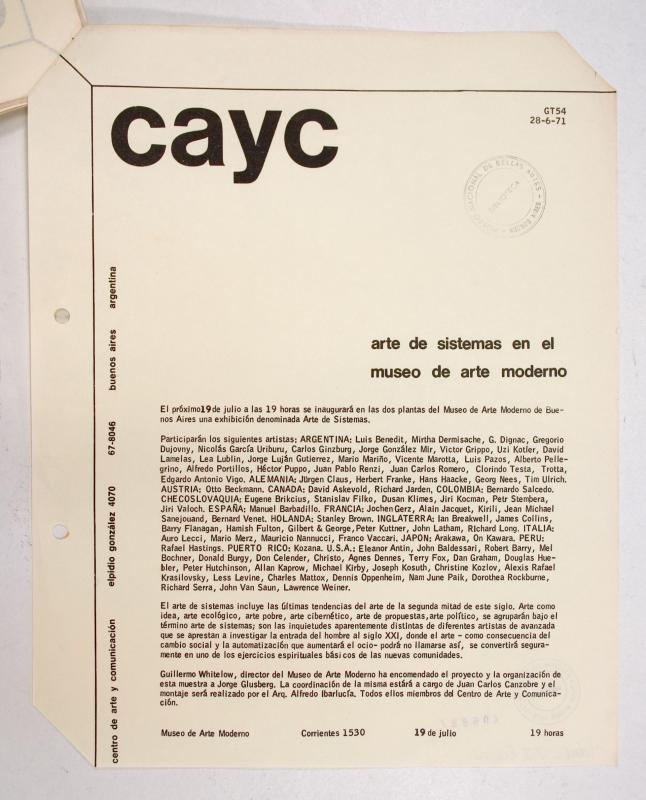 cayc
GT54
28-6-71
arte de sistemas en el
museo de arte moderno
El próximo19de julio a las 19 horas se inaugurará en las dos plantas del Museo de Arte Moderno de Bue-
nos Aires una exhibición denominada Arte de Sistemas.
Participarán los siguientes artistas; ARGENTINA; Luis Benedit, Mirtha Dermisache, G. Dignac, Gregorio
Dujovny, Nicolás García Uriburu, Carlos Ginzburg, Jorge González Mir, Victor Grippo, Uzi Kotler, David
Lamelas, Lea Lublin, Jorge Luján Gutierrez, Mario Mariño, Vicente Marotta, Luis Pazos, Alberto Pelle-
grino, Alfredo Portillos, Héctor Puppo, Juan Pablo Renzi, Juan Carlos Romero, Clorindo Testa, Trotta,
Edgardo Antonio Vigo. ALEMANIA; Jürgen Claus, Herbert Franke, Hans Haacke, Georg Nees, Tim Ulrich.
AUSTRIA; Otto Beckmann. CANADA; David Askevold, Richard Jarden, COLOMBIA; Bernardo Salcedo.
CHECOSLOVAQUIA; Eugene Brikcius, Stanislav Filko, Dusan Klimes, Jiri Kocman, Petr Stembera,
Jiri Valoch. ESPAÑA; Manuel Barbadillo. FRANCIA; Jochen Gerz, Alain Jacquet, Kirili, Jean Michael
Sanejouand, Bernard Venet. HOLANDA; Stanley Brown. INGLATERRA; Ian Breakwell, James Collins,
Barry Flanagan, Hamish Fulton, Gilbert & George, Peter Kuttner, John Latham, Richard Long. ITALIA;
Auro Lecci, Mario Merz, Mauricio Nannucci, Franco Vaccari. JAPON; Arakawa, On Kawara. PERU;
Rafael Hastings. PUERTO RICO; Kozana. U.S.A.; Eleanor Antin, John Baldessari, Robert Barry, Mel
Bochner, Donald Burgy, Don Celender, Christo, Agnes Dennes, Terry Fox, Dan Graham, Douglas Hue-
bler, Peter Hutchinson, Allan Kaprow, Michael Kirby, Joseph Kosuth, Christine Kozlov, Alexis Rafael
Krasilovsky, Less Levine, Charles Mattox, Dennis Oppenheim, Nam June Paik, Dorothea Rockburne,
Richard Serra, John Van Saun, Lawrence Weiner.
El arte de sistemas incluye las últimas tendencias del arte de la segunda mitad de este siglo. Arte como
idea, arte ecológico, arte pobre, arte cibernético, arte de propuestas, arte político, se agruparán bajo el
término arte de sistemas; son las inquietudes aparentemente distintas de diferentes artistas de avanzada
que se aprestan a investigar la entrada del hombre al siglo XXI, donde el arte - como consecuencia del
cambio social y la automatización que aumentará el ocio- podrá no llamarse así, se convertirá segura-
mente en uno de los ejercicios espirituales básicos de las nuevas comunidades.
Guillermo Whitelow, director del Museo de Arte Moderno ha encomendado el proyecto y la organización de
esta muestra a Jorge Glusberg. La coordinación de la misma estará a cargo de Juan Carlos Canzobre y el
montaje será realizado por el Arq. Alfredo Ibarlucía. Todos ellos miembros del Centro de Arte y Comunica-
ción.
Museo de Arte Moderno Corrientes 1530 19 de julio 19 horas
centro de arte y comunicación elpidio gonzález 4070 67-8046 buenos aires argentina
NACIONAL DE BELLAS ARTES
BIBLIOTECA